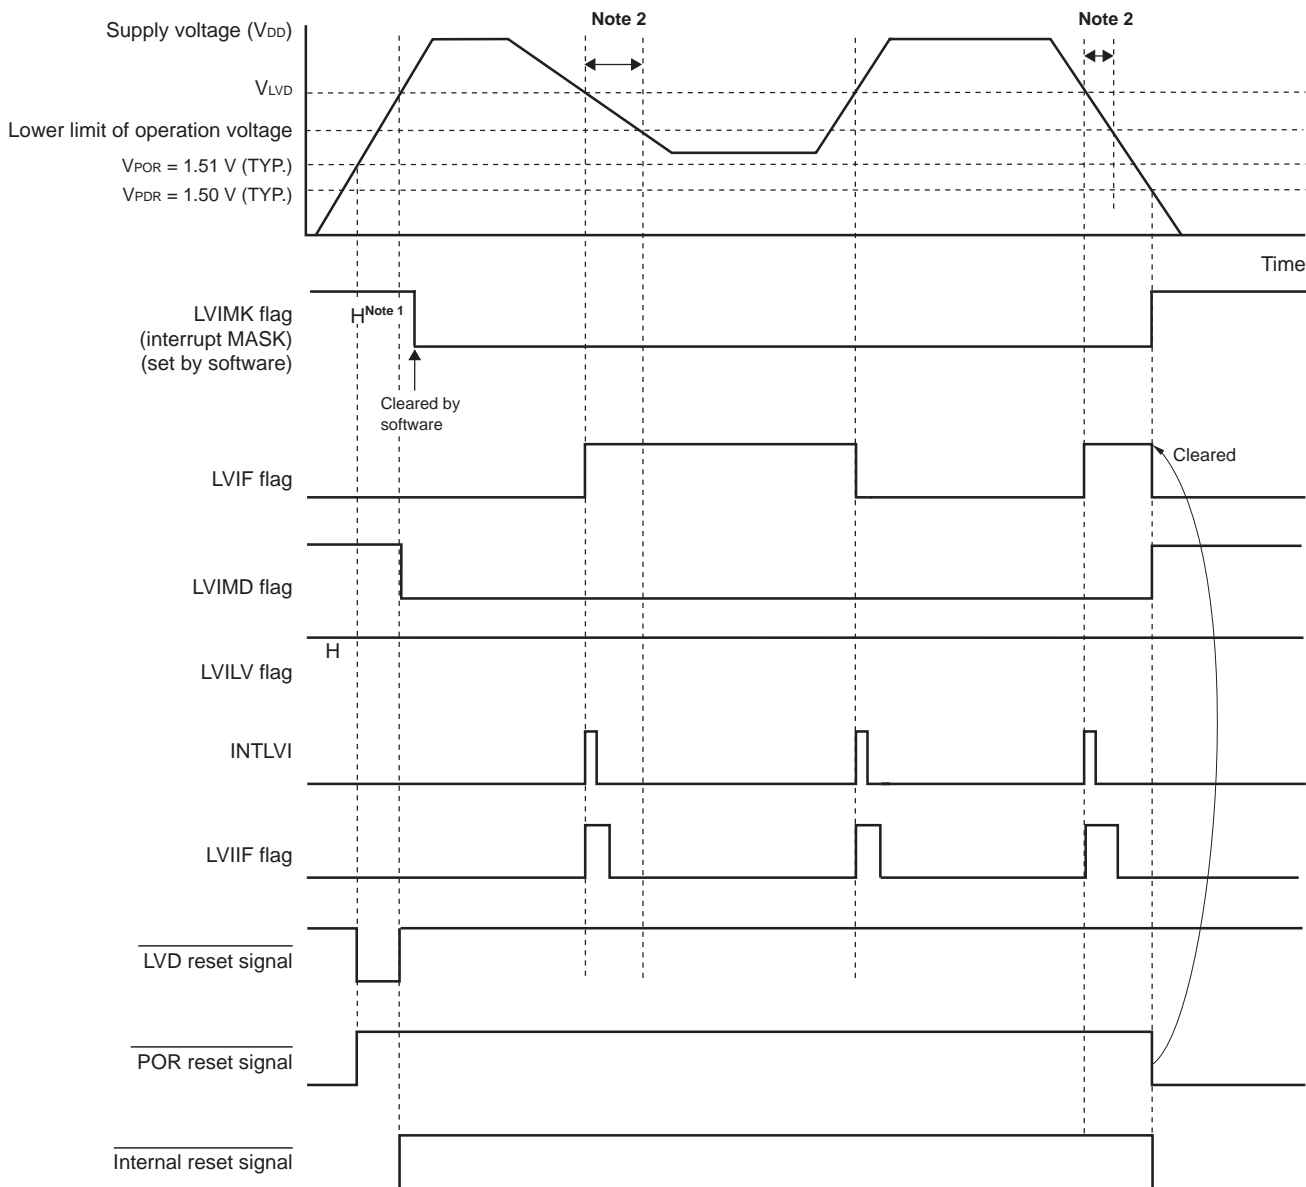 Note 2
Note 2
Supply voltage (VDD)
VLVD
Lower limit of operation voltage
VPOR = 1.51 V (TYP.)
VPDR = 1.50 V (TYP.)
Time
LVIMK flag
(interrupt MASK)
(set by software)
H Note 1
Cleared by
software
LVIF flag
Cleared
LVIMD flag
H
LVILV flag
INTLVI
LVIIF flag
LVD reset signal
POR reset signal
Internal reset signal